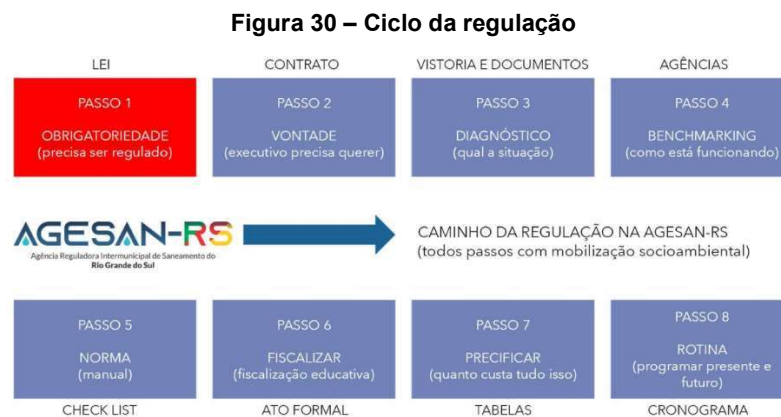 Figura 30 – Ciclo da regulação
LEI
CONTRATO
VISTORIA E DOCUMENTOS
AGÊNCIAS
PASSO 1
OBRIGATORIEDADE
(precisa ser regulado)
PASSO 2
VONTADE
(executivo precisa querer)
PASSO 3
DIAGNÓSTICO
(qual a situação)
PASSO 4
BENCHMARKING
(como está funcionando)
AGESAN-RS
Agência Reguladora Intermunicipal de Saneamento do
Rio Grande do Sul
CAMINHO DA REGULAÇÃO NA AGESAN-RS
(todos passos com mobilização socioambiental)
PASSO 5
NORMA
(manual)
PASSO 6
FISCALIZAR
(fiscalização educativa)
PASSO 7
PRECIFICAR
(quanto custa tudo isso)
PASSO 8
ROTINA
(programar presente e
futuro)
CHECK LIST
ATO FORMAL
TABELAS
CRONOGRAMA